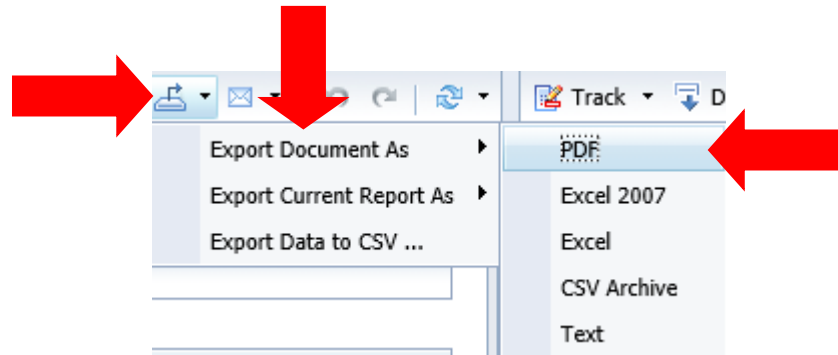 Track D
Export Document As
PDF
Export Current Report As
Excel 2007
Export Data to CSV ...
Excel
CSV Archive
Text